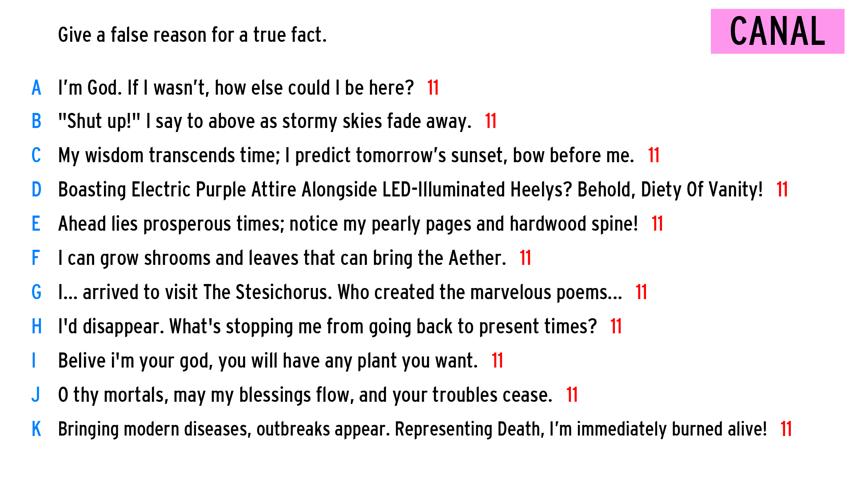 Give a false reason for a true fact.
CANAL
A I'm God. If I wasn't, how else could I be here? 11
B "Shut up!" I say to above as stormy skies fade away. 11
C My wisdom transcends time; I predict tomorrow's sunset, bow before me. 11
D Boasting Electric Purple Attire Alongside LED-Illuminated Heelys? Behold, Diety Of Vanity! 11
E Ahead lies prosperous times; notice my pearly pages and hardwood spine! 11
F I can grow shrooms and leaves that can bring the Aether. 11
G I... arrived to visit The Stesichorus. Who created the marvelous poems... 11
H I'd disappear. What's stopping me from going back to present times? 11
I Belive i'm your god, you will have any plant you want. 11
J O thy mortals, may my blessings flow, and your troubles cease. 11
K Bringing modern diseases, outbreaks appear. Representing Death, I'm immediately burned alive! 11